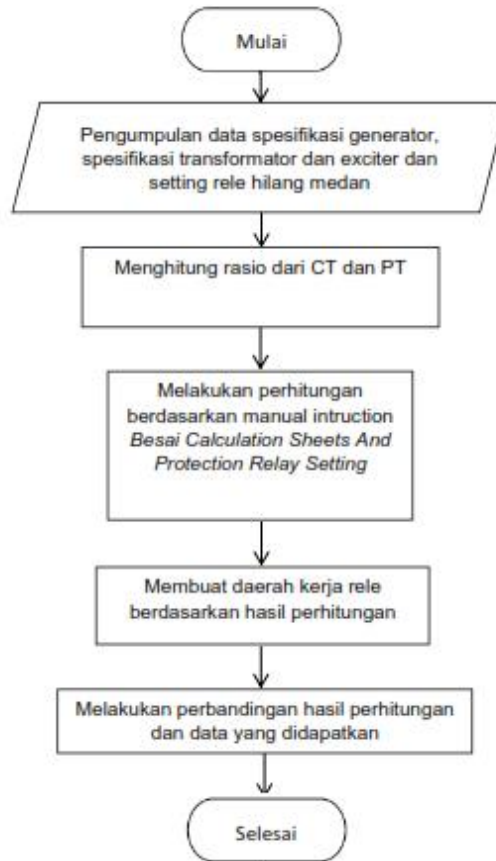 Mulai
Pengumpulan data spesifikasi generator,
spesifikasi transformator dan exciter dan
setting rele hilang medan
Menghitung rasio dari CT dan PT
Melakukan perhitungan
berdasarkan manual intruction
Besai Calculation Sheets And
Protection Relay Setting
Membuat daerah kerja rele
berdasarkan hasil perhitungan
Melakukan perbandingan hasil perhitungan
dan data yang didapatkan
Selesai